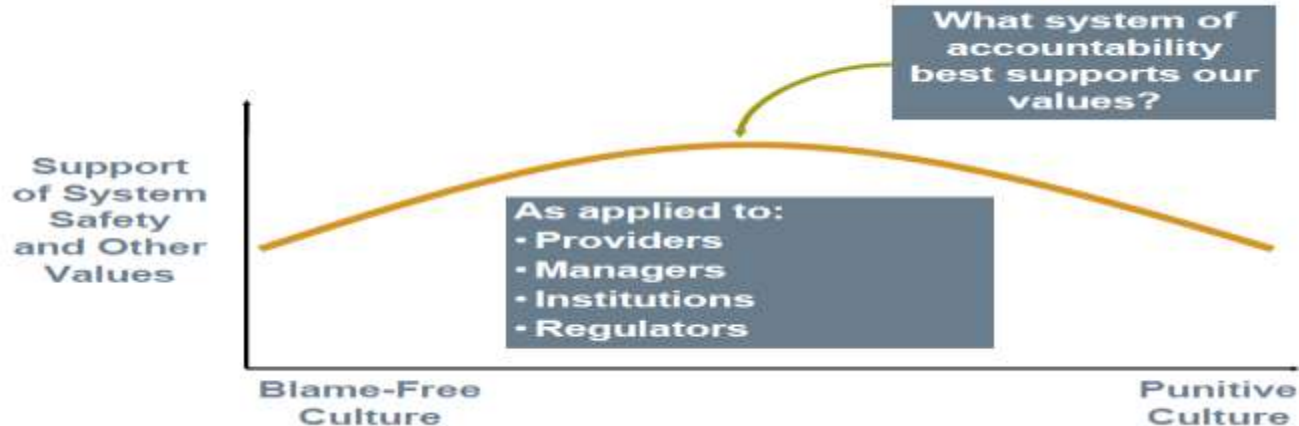 What system of
accountability
best supports our
values?
Support
of System
Safety
and Other
Values
As applied to:
• Providers
• Managers
• Institutions
• Regulators
Blame-Free
Culture
Punitive
Culture